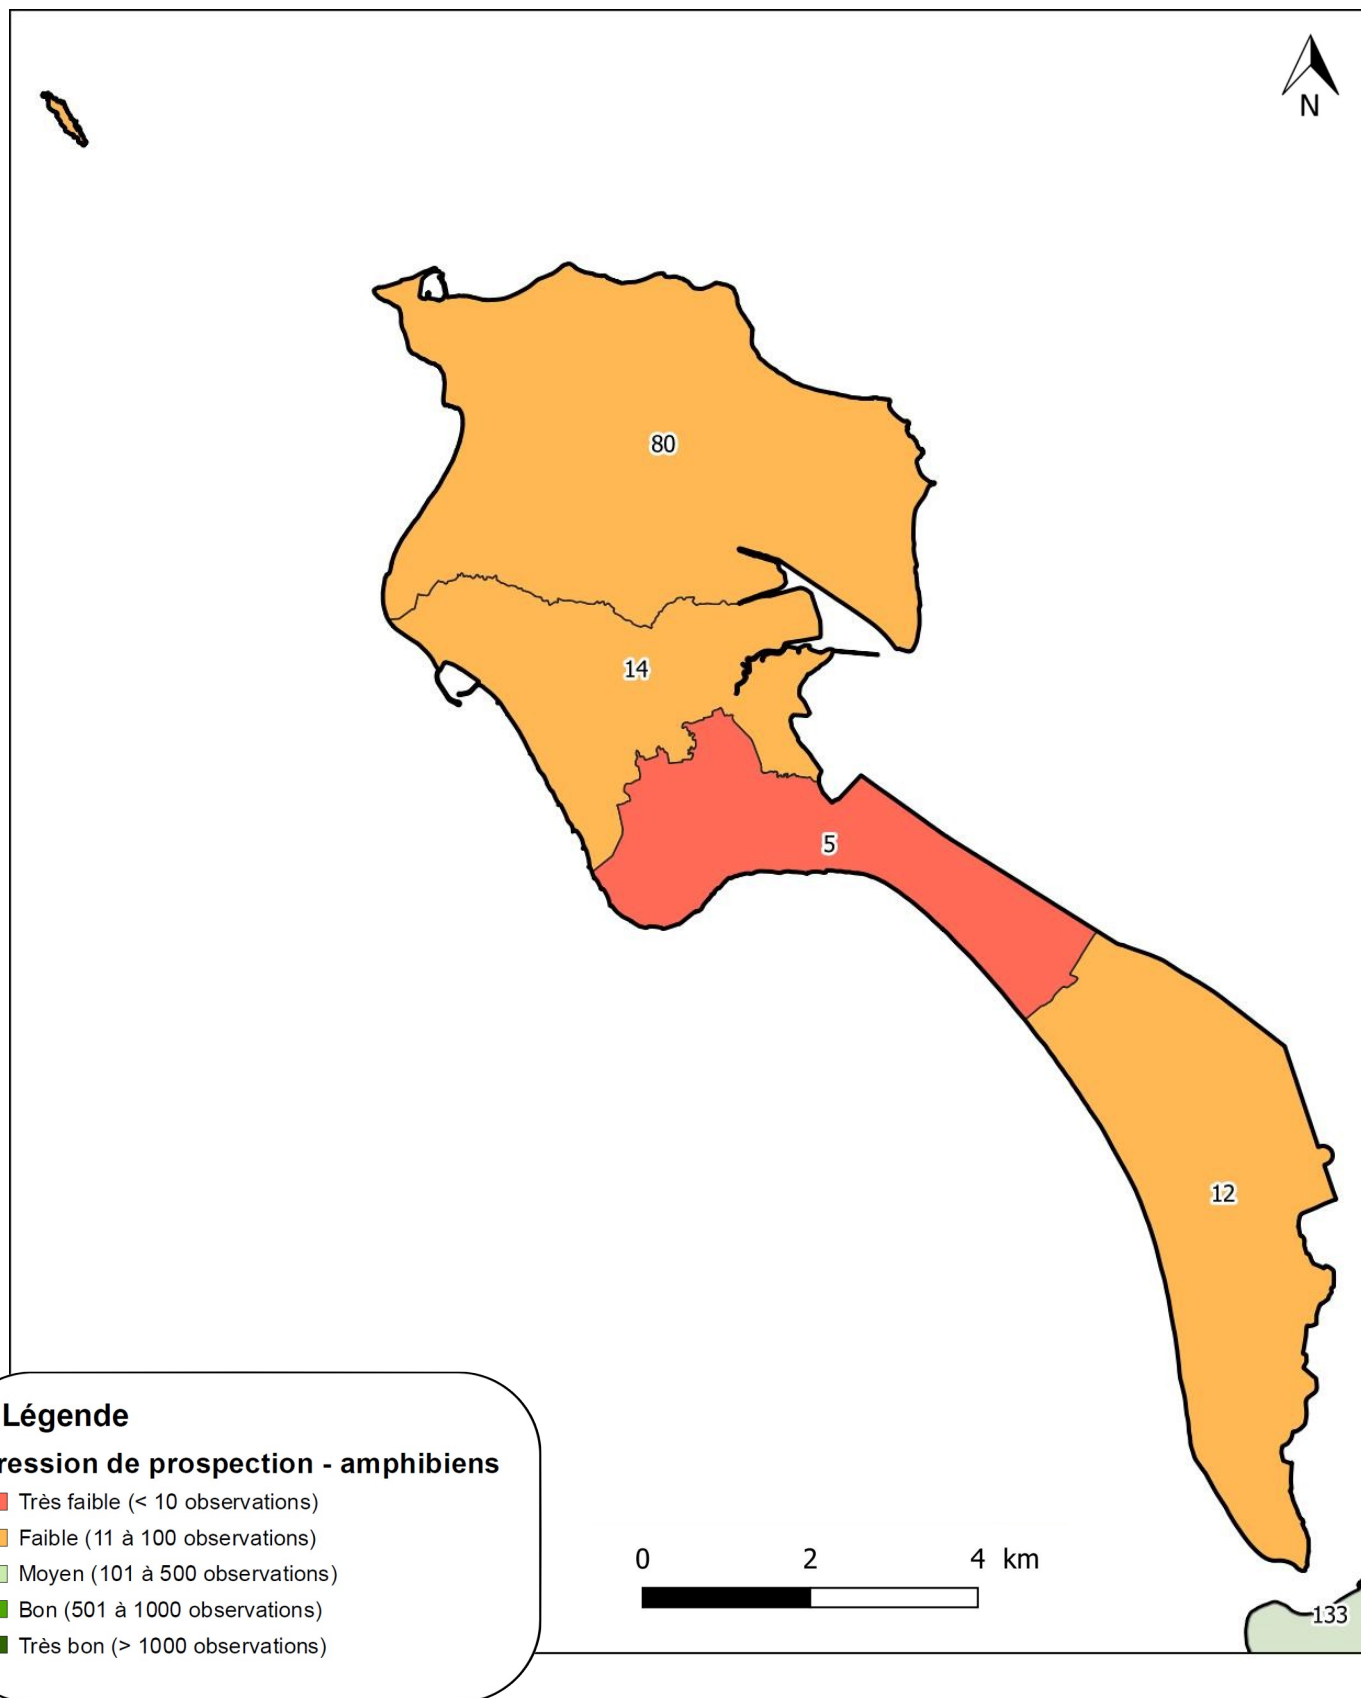 N
80
14
5
12
133
Légende
ression de prospection - amphibiens
Très faible (< 10 observations)
Faible (11 à 100 observations)
Moyen (101 à 500 observations)
Bon (501 à 1000 observations)
Très bon (> 1000 observations)
0 2 4 km